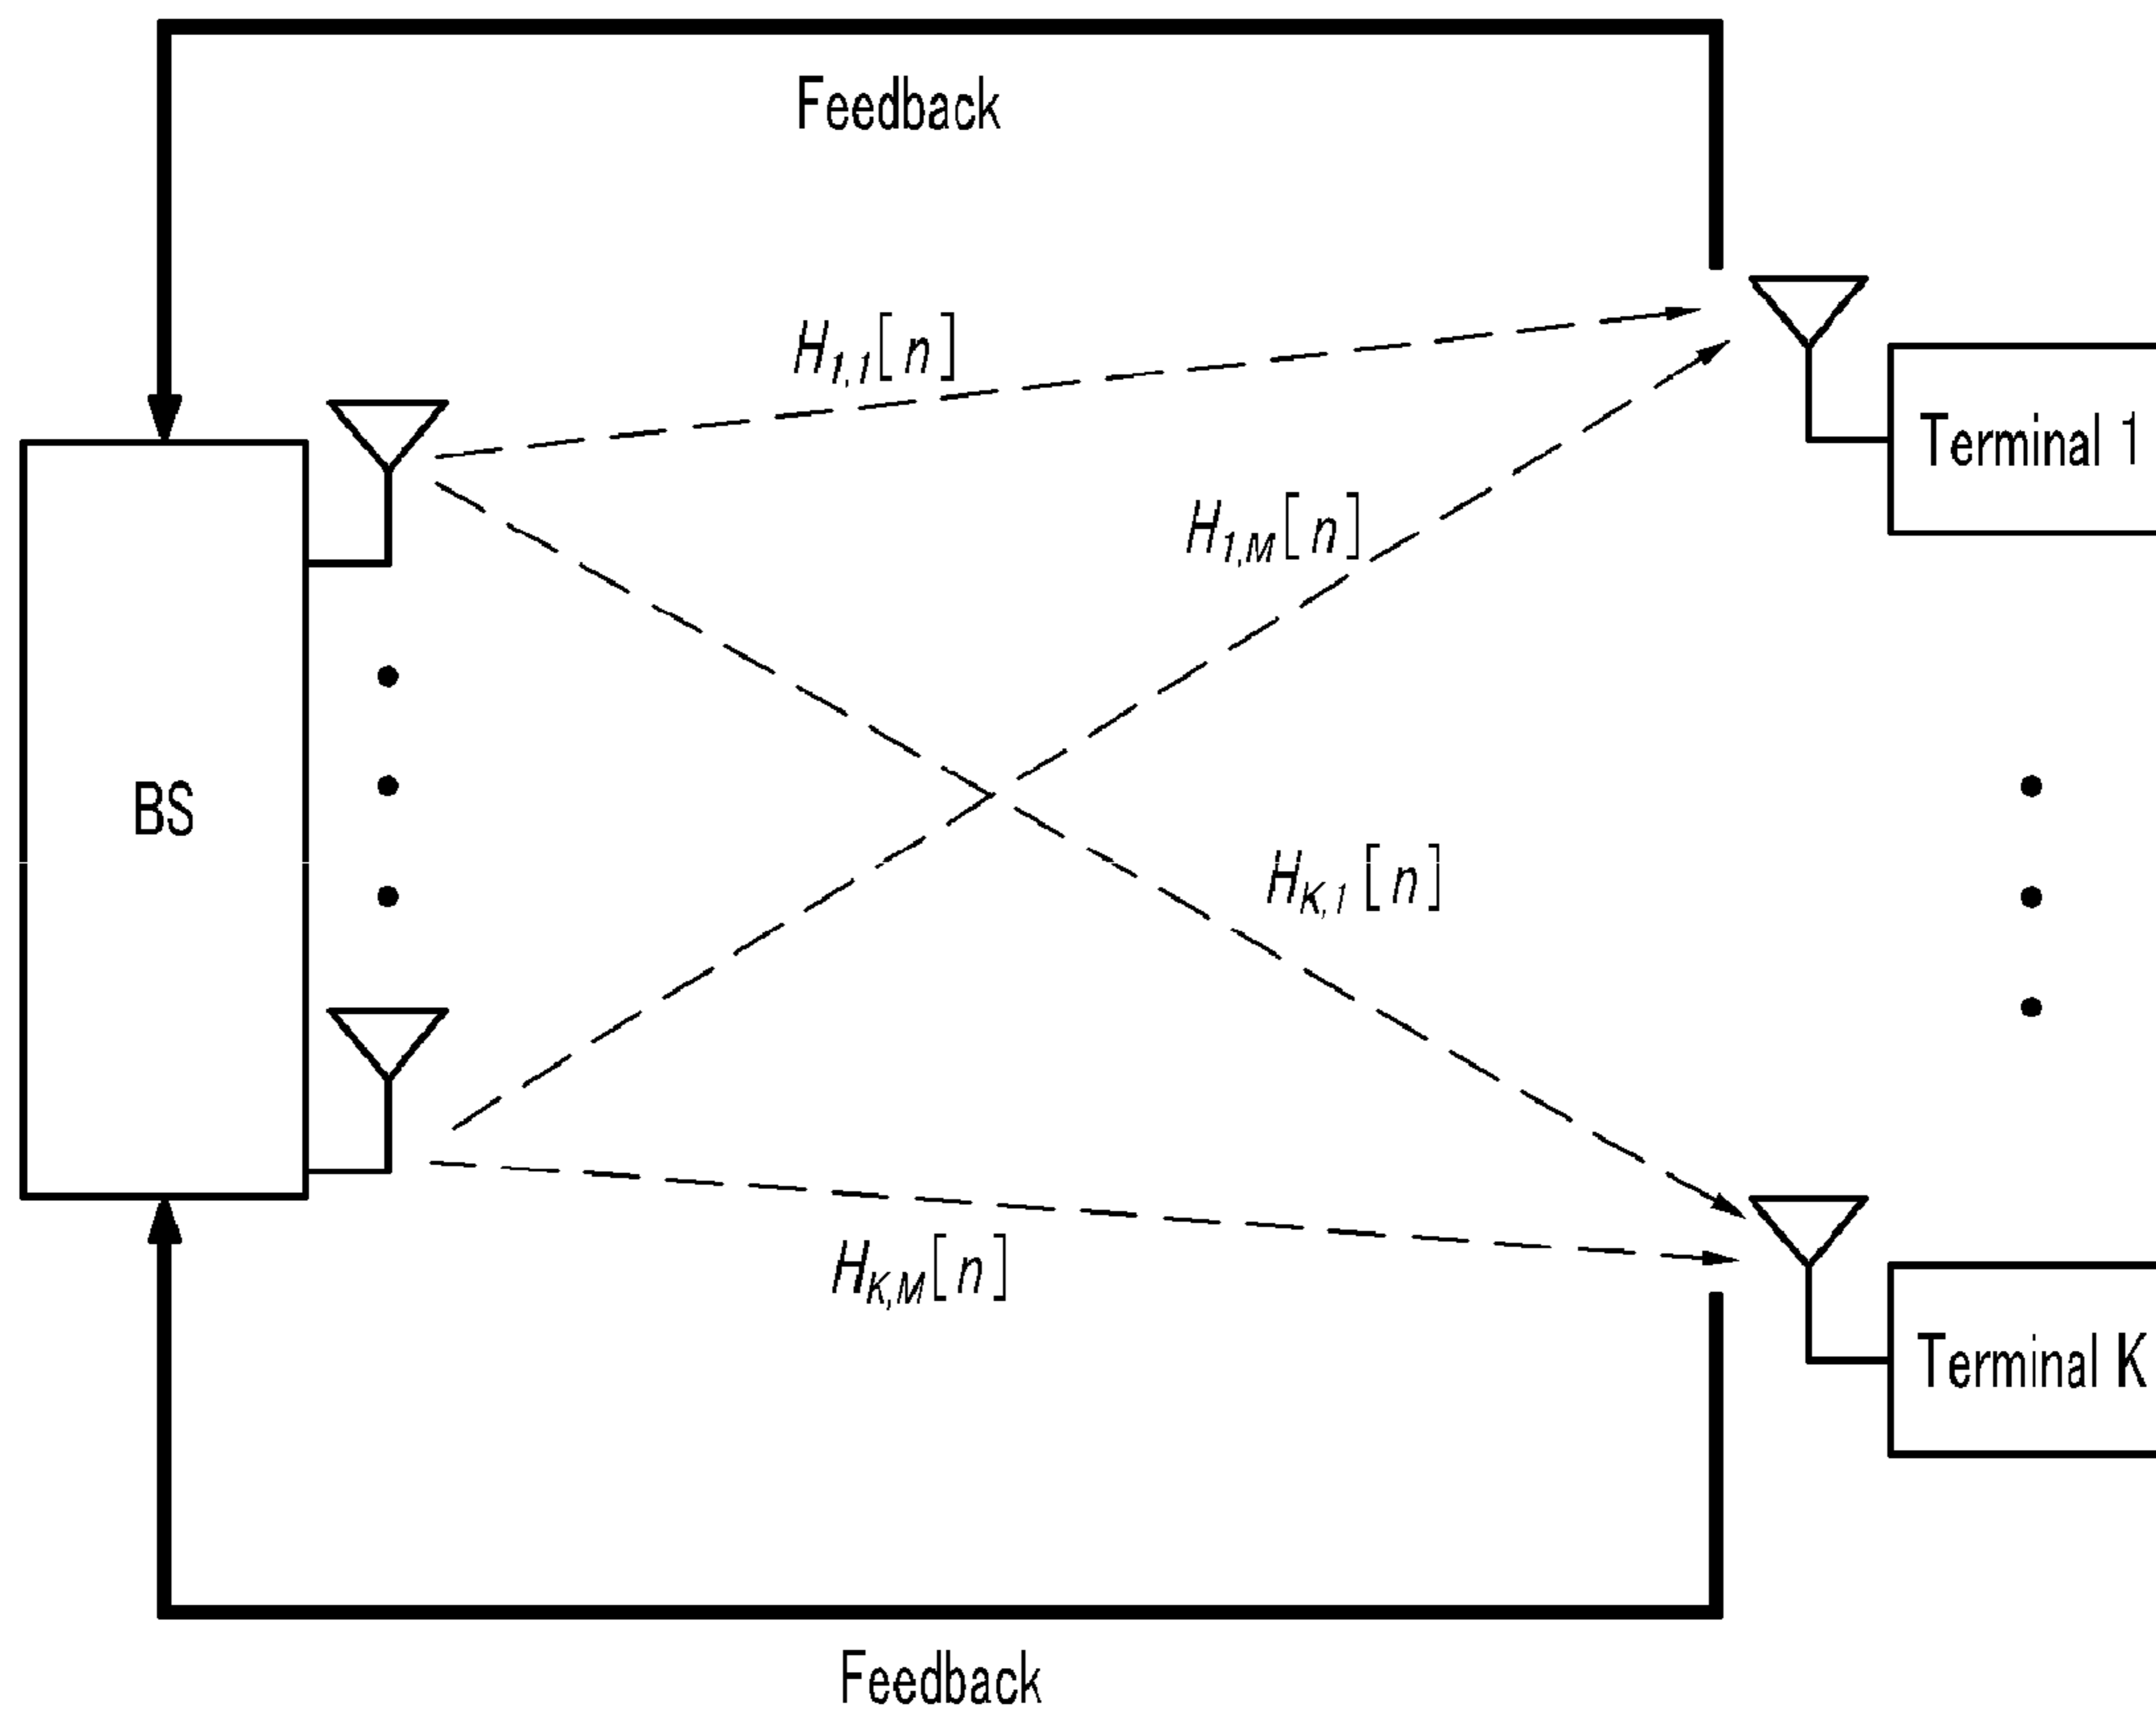 Feedback
H1,1[n]
Terminal 1
H1,M[n]
BS
HK,1[n]
HK,M[n]
Terminal K
Feedback